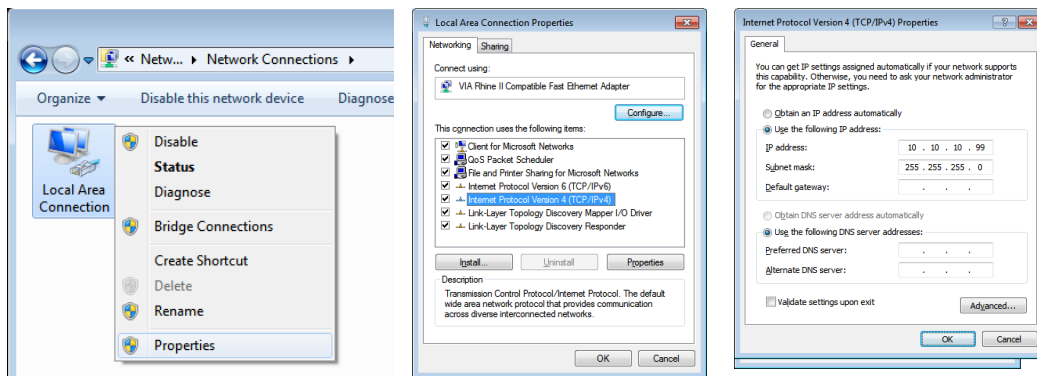 « Netw... ▸ Network Connections ▸
Organize ▾ Disable this network device Diagnose
Local Area
Connection
Disable
Status
Diagnose
Bridge Connections
Create Shortcut
Delete
Rename
Properties
Local Area Connection Properties
Networking Sharing
Connect using:
VIA Rhine II Compatible Fast Ethernet Adapter
Configure...
This connection uses the following items:
Client for Microsoft Networks
QoS Packet Scheduler
File and Printer Sharing for Microsoft Networks
Internet Protocol Version 6 (TCP/IPv6)
Internet Protocol Version 4 (TCP/IPv4)
Link-Layer Topology Discovery Mapper I/O Driver
Link-Layer Topology Discovery Responder
Install... Uninstall Properties
Description
Transmission Control Protocol/Internet Protocol. The default
wide area network protocol that provides communication
across diverse interconnected networks.
OK Cancel
Internet Protocol Version 4 (TCP/IPv4) Properties
General
You can get IP settings assigned automatically if your network supports
this capability. Otherwise, you need to ask your network administrator
for the appropriate IP settings.
Obtain an IP address automatically
Use the following IP address:
IP address: 10 . 10 . 10 . 99
Subnet mask: 255 . 255 . 255 . 0
Default gateway: . . .
Obtain DNS server address automatically
Use the following DNS server addresses:
Preferred DNS server: . . .
Alternate DNS server: . . .
Validate settings upon exit Advanced...
OK Cancel